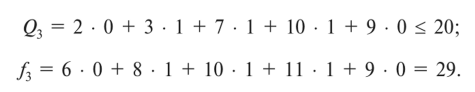 Q₃ = 2 · 0 + 3 · 1 + 7 · 1 + 10 · 1 + 9 · 0 ≤ 20;
f₃ = 6 · 0 + 8 · 1 + 10 · 1 + 11 · 1 + 9 · 0 = 29.